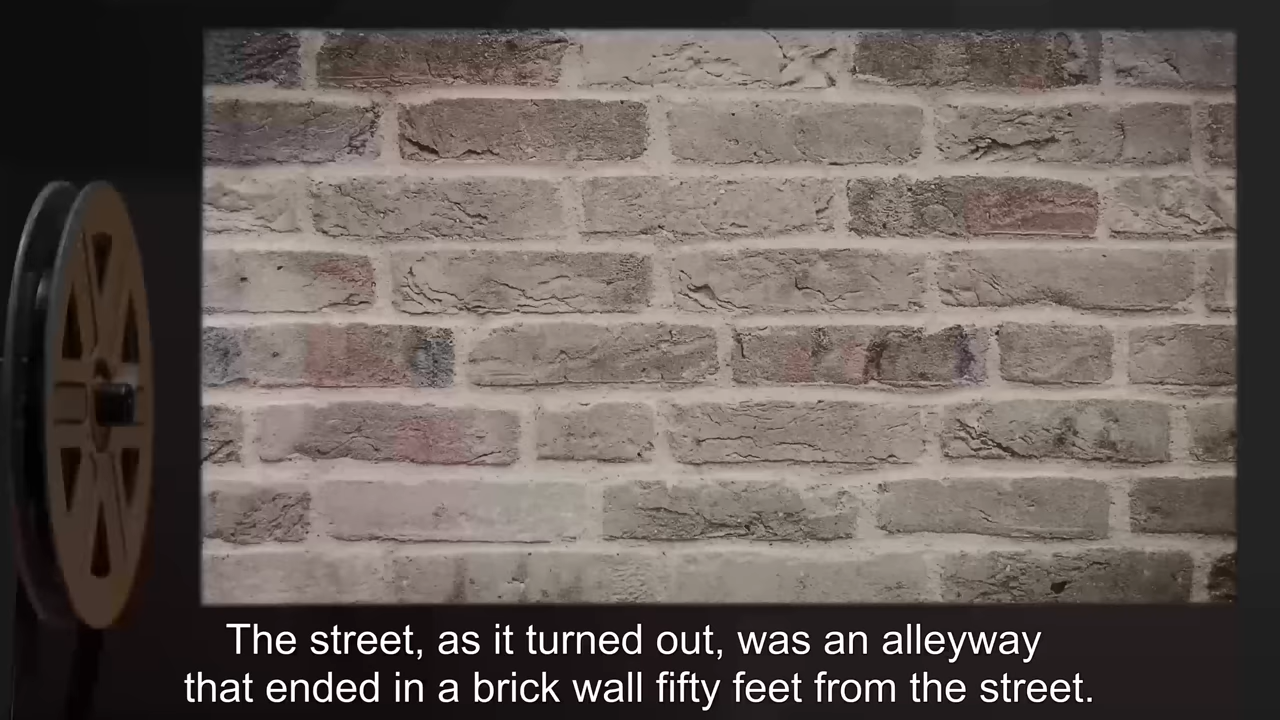 The street, as it turned out, was an alleyway
that ended in a brick wall fifty feet from the street.